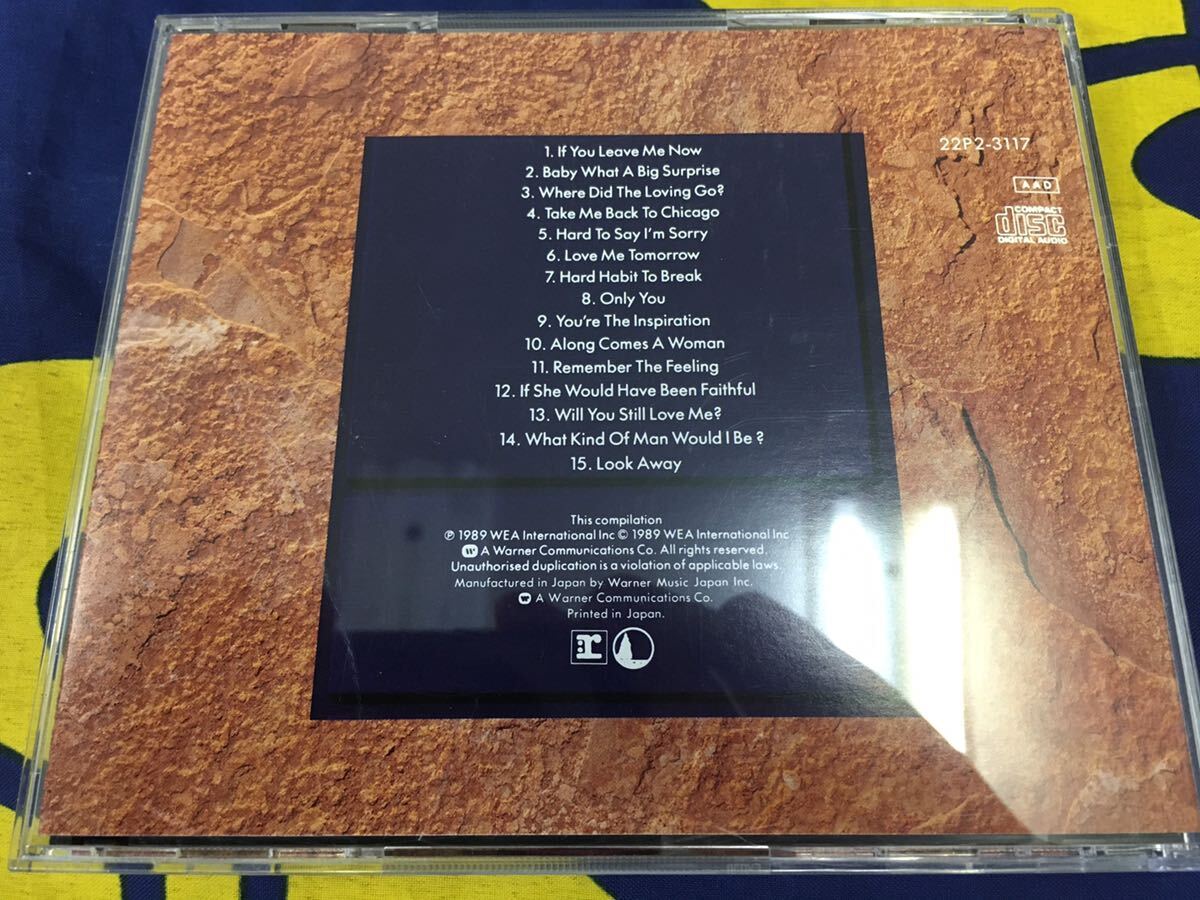 1. If You Leave Me Now
2. Baby What A Big Surprise
3. Where Did The Loving Go?
4. Take Me Back To Chicago
5. Hard To Say I'm Sorry
6. Love Me Tomorrow
7. Hard Habit To Break
8. Only You
9. You're The Inspiration
10. Along Comes A Woman
11. Remember The Feeling
12. If She Would Have Been Faithful
13. Will You Still Love Me?
14. What Kind Of Man Would I Be ?
15. Look Away
22P2-3117
AAD
COMPACT
disc
DIGITAL AUDIO
This compilation
℗ 1989 WEA International Inc © 1989 WEA International Inc
A Warner Communications Co. All rights reserved.
Unauthorised duplication is a violation of applicable laws.
Manufactured in Japan by Warner Music Japan Inc.
A Warner Communications Co.
Printed in Japan.
:r